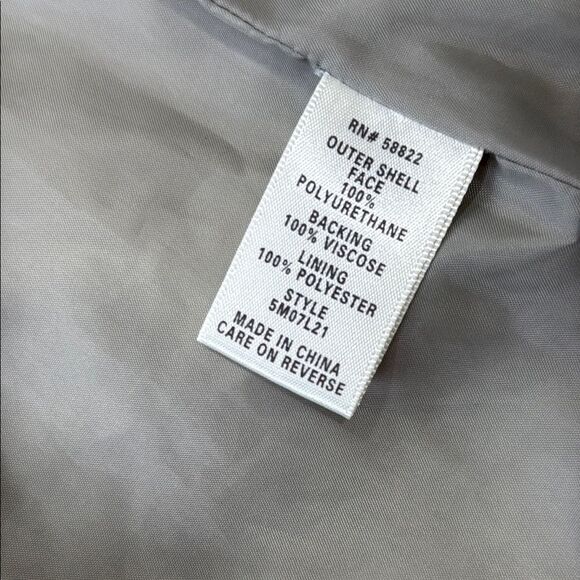 RN# 58822
OUTER SHELL
FACE
100%
POLYURETHANE
BACKING
100% VISCOSE
LINING
100% POLYESTER
STYLE
5M07L21
MADE IN CHINA
CARE ON REVERSE